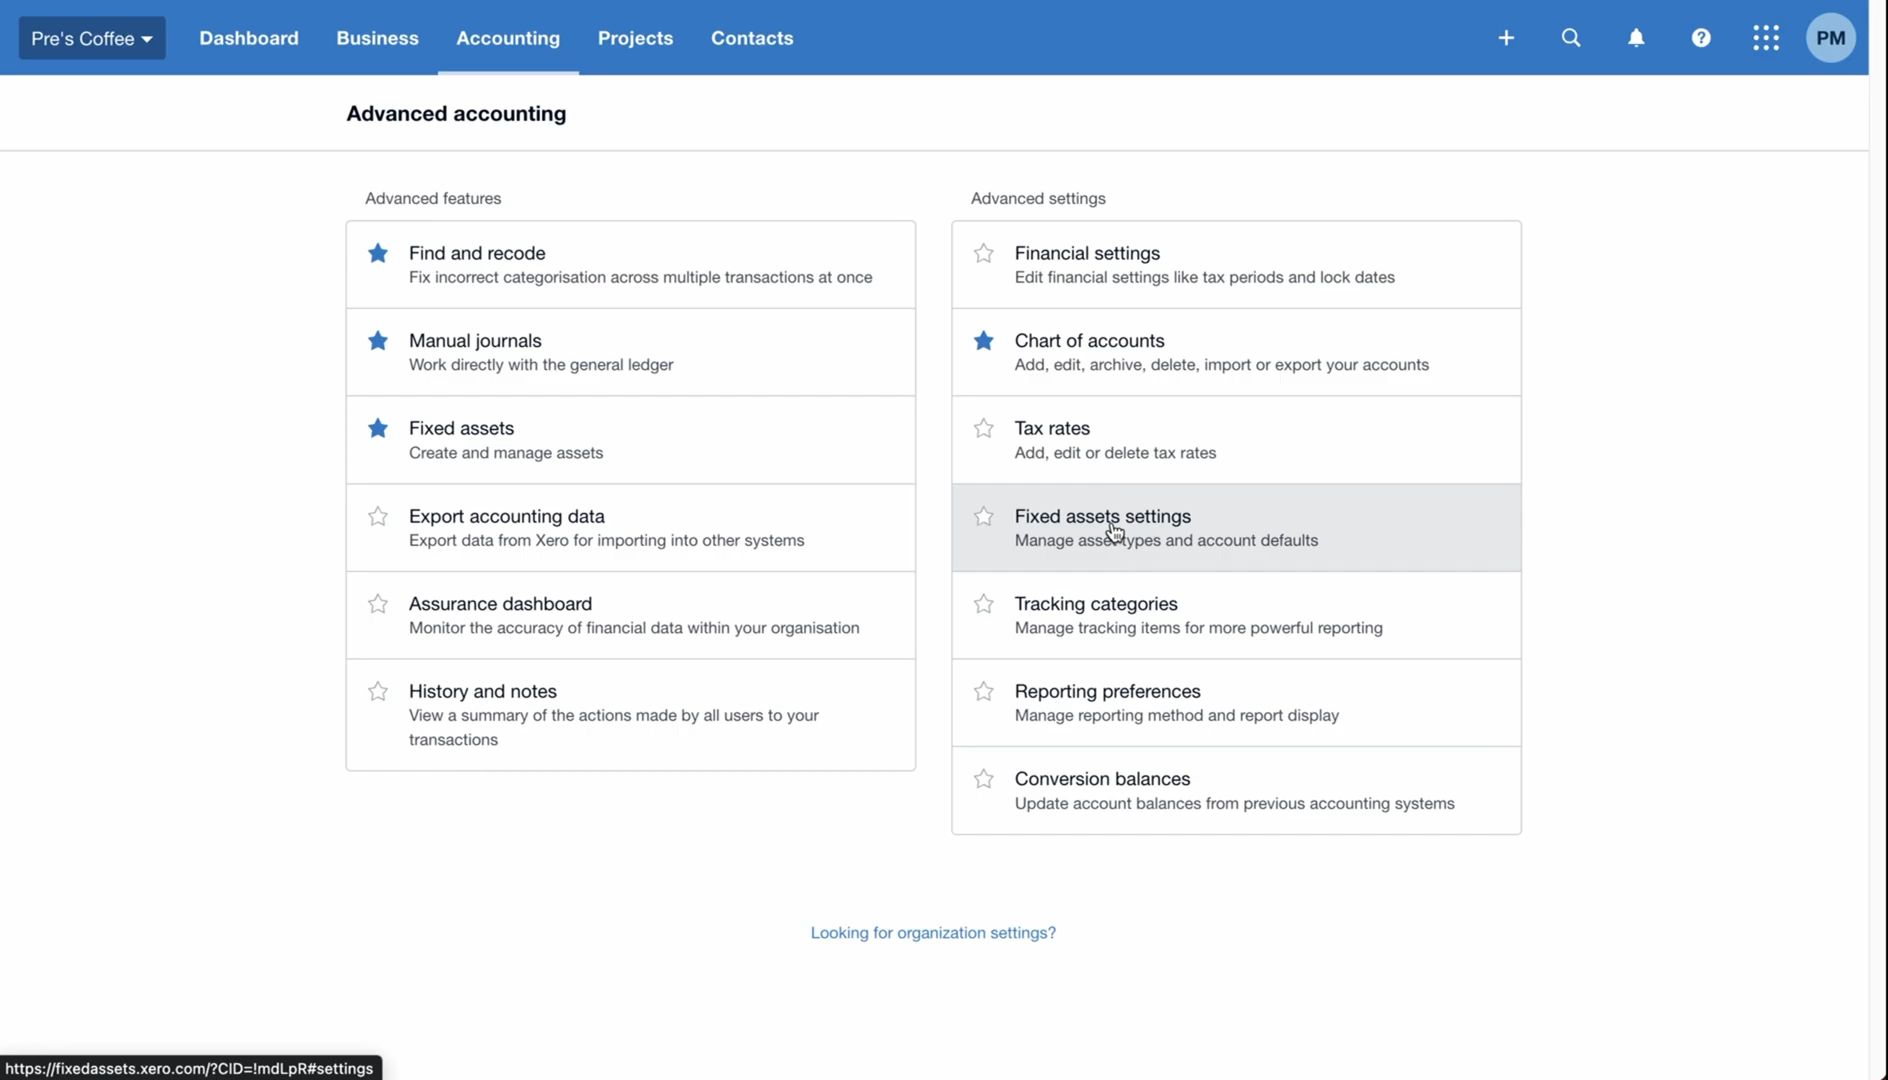 Pre's Coffee
Dashboard
Business
Accounting
Projects
Contacts
PM
Advanced accounting
Advanced features
Find and recode
Fix incorrect categorisation across multiple transactions at once
Manual journals
Work directly with the general ledger
Fixed assets
Create and manage assets
Export accounting data
Export data from Xero for importing into other systems
Assurance dashboard
Monitor the accuracy of financial data within your organisation
History and notes
View a summary of the actions made by all users to your
transactions
Advanced settings
Financial settings
Edit financial settings like tax periods and lock dates
Chart of accounts
Add, edit, archive, delete, import or export your accounts
Tax rates
Add, edit or delete tax rates
Fixed assets settings
Manage asset types and account defaults
Tracking categories
Manage tracking items for more powerful reporting
Reporting preferences
Manage reporting method and report display
Conversion balances
Update account balances from previous accounting systems
Looking for organization settings?
https://fixedassets.xero.com/?CID=!mdLpR#settings